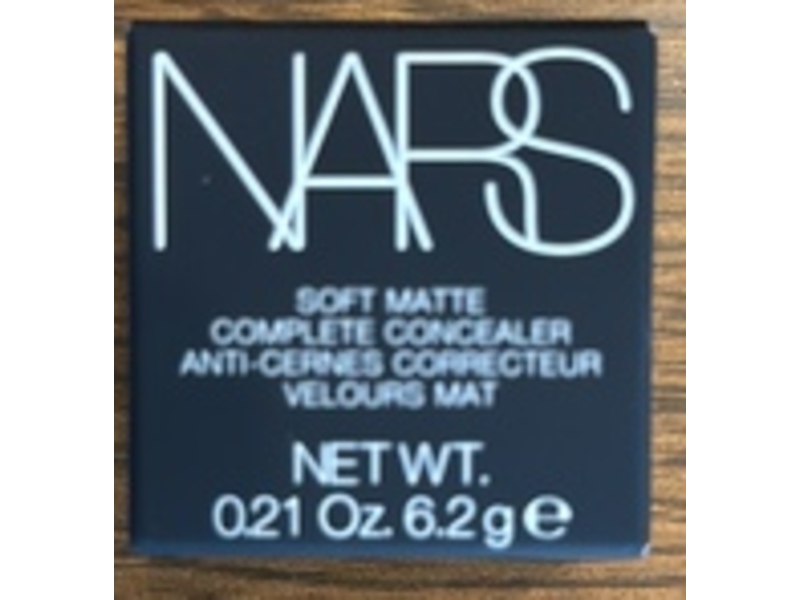 NARS
SOFT MATTE
COMPLETE CONCEALER
ANTI-CERNES CORRECTEUR
VELOURS MAT
NET WT.
0.21 Oz. 6.2 g e